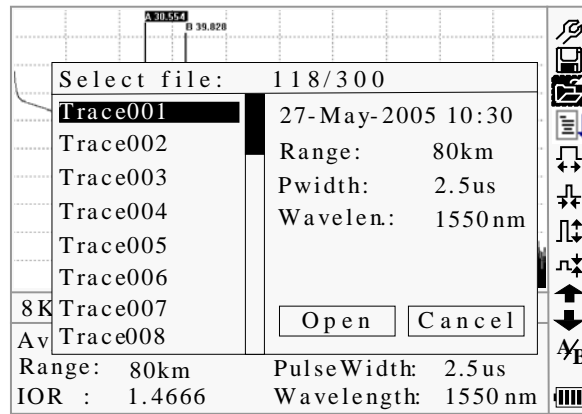 A 30.554
B 39.828
Select file: 118/300
Trace001
Trace002
Trace003
Trace004
Trace005
Trace006
Trace007
Trace008
27-May-2005 10:30
Range: 80km
Pwidth: 2.5us
Wavelen.: 1550nm
Open Cancel
8K
Av
A/B
Range: 80km PulseWidth: 2.5us
IOR : 1.4666 Wavelength: 1550nm